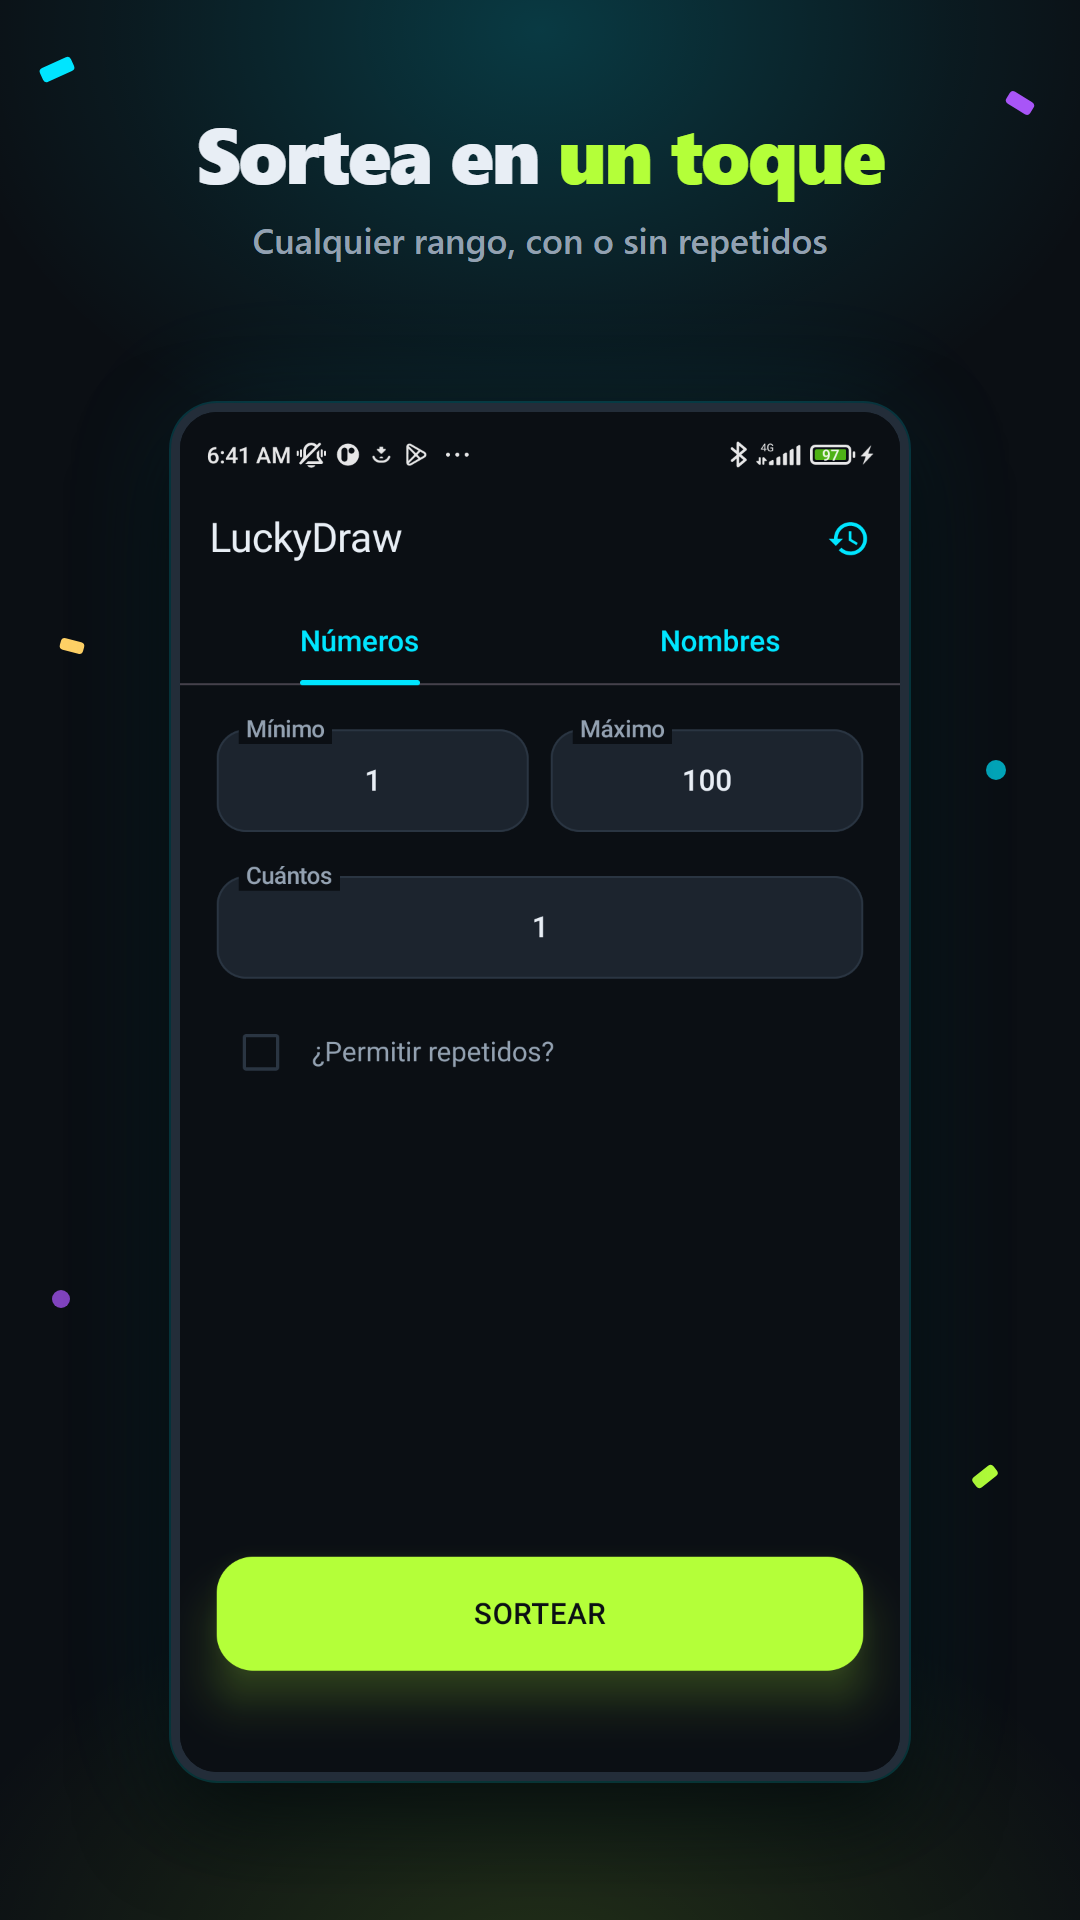 Sortea en un toque
Cualquier rango, con o sin repetidos
6:41 AM 4G 97
LuckyDraw
Números Nombres
Mínimo Máximo
1 100
Cuántos
1
¿Permitir repetidos?
SORTEAR